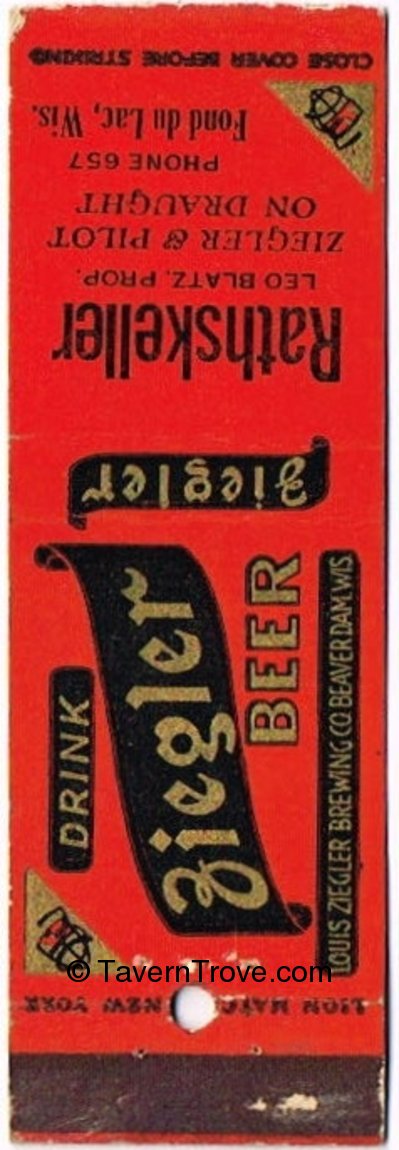 CLOSE COVER BEFORE STRIKING
Fond du Lac, Wis.
PHONE 657
ON DRAUGHT
ZIEGLER & PILOT
LEO BLATZ, PROP.
Rathskeller
Ziegler
DRINK
Ziegler
BEER
LOUIS ZIEGLER BREWING CO. BEAVER DAM, WIS
© TavernTrove.com
LION MATCH NEW YORK